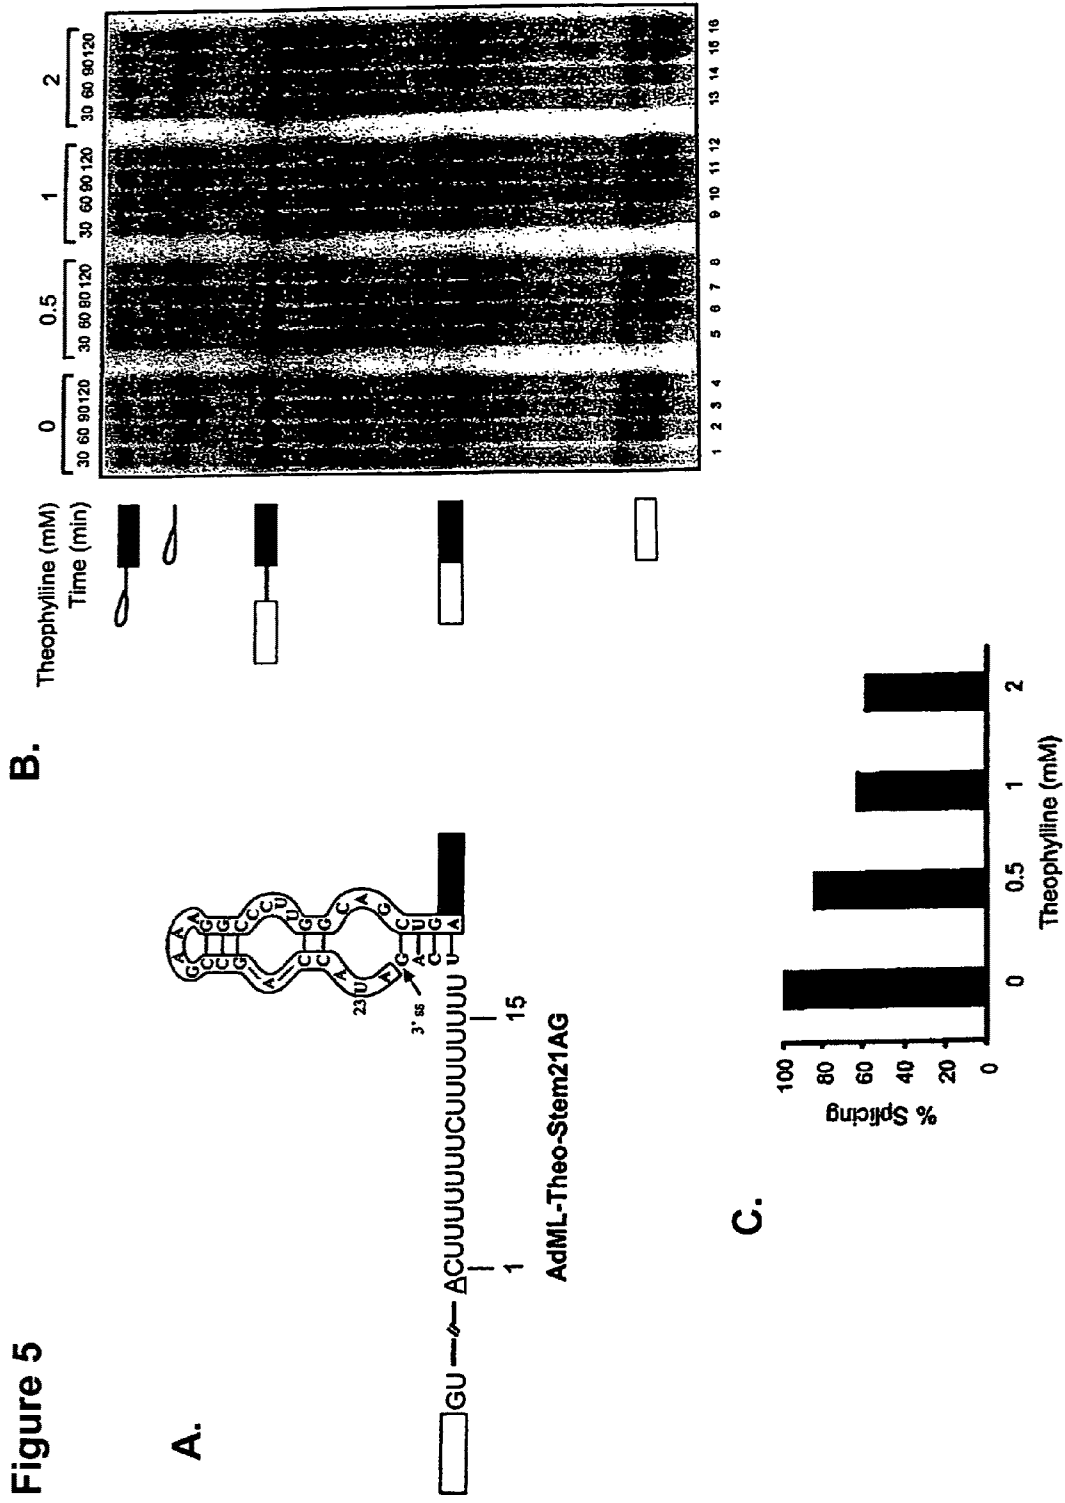 Figure 5
A.
GU
ACUUUUUUUCUUUUUUUU
1
15
3' ss
23
AdML-Theo-Stem21AG
B.
Theophylline (mM)
0
0.5
1
2
Time (min)
30 60 90 120
30 60 90 120
30 60 90 120
30 60 90 120
1 2 3 4 5 6 7 8 9 10 11 12 13 14 15 16
C.
% Splicing
100
80
60
40
20
0
0 0.5 1 2
Theophylline (mM)